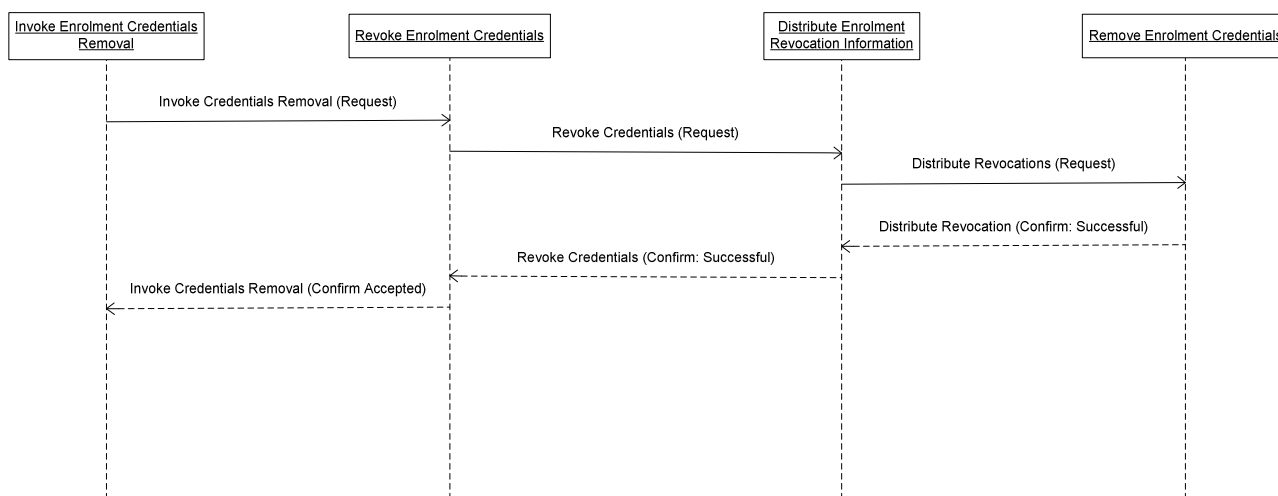 Invoke Enrolment Credentials
Removal
Revoke Enrolment Credentials
Distribute Enrolment
Revocation Information
Remove Enrolment Credentials
Invoke Credentials Removal (Request)
Revoke Credentials (Request)
Distribute Revocations (Request)
Distribute Revocation (Confirm: Successful)
Revoke Credentials (Confirm: Successful)
Invoke Credentials Removal (Confirm Accepted)